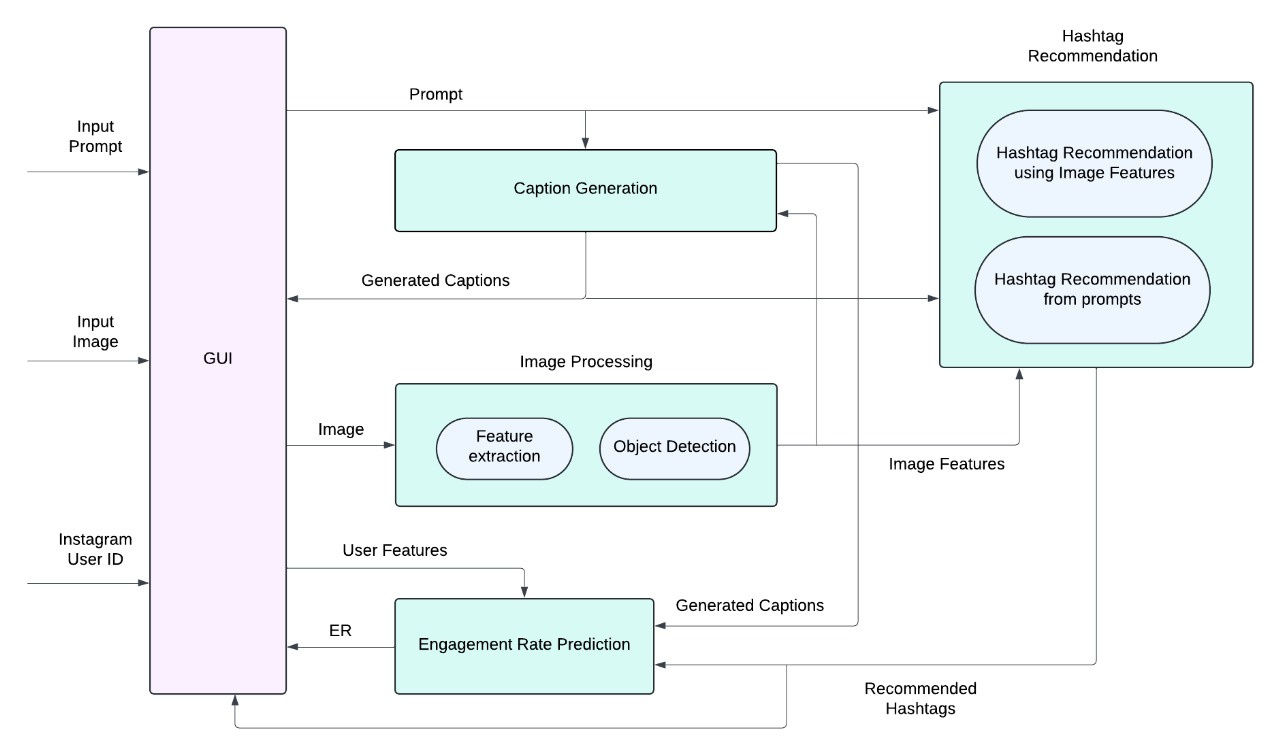 Hashtag
Recommendation
Prompt
Input
Prompt
Hashtag Recommendation
using Image Features
Caption Generation
Generated Captions
Hashtag Recommendation
from prompts
Input
Image
GUI
Image Processing
Image
Feature
extraction
Object Detection
Image Features
Instagram
User ID
User Features
Generated Captions
ER
Engagement Rate Prediction
Recommended
Hashtags